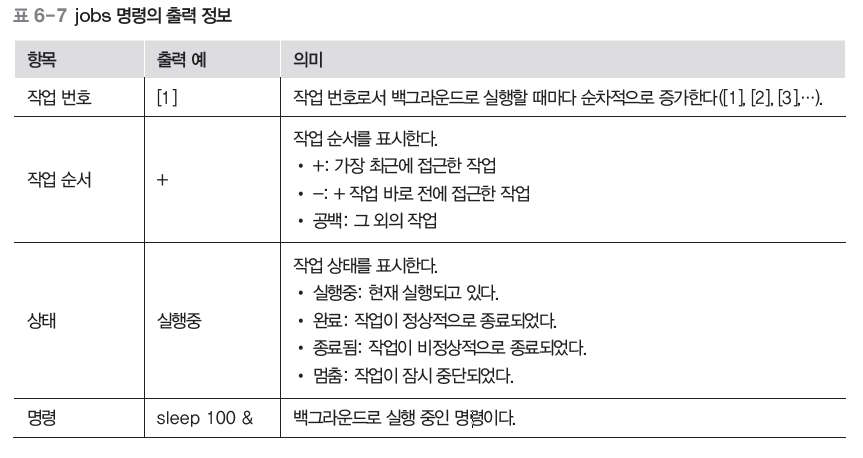 표 6-7 jobs 명령의 출력 정보
항목 출력 예 의미
작업 번호 [1] 작업 번호로서 백그라운드로 실행할 때마다 순차적으로 증가한다([1], [2], [3],…).
작업 순서를 표시한다.
• +: 가장 최근에 접근한 작업
작업 순서 +
• −: + 작업 바로 전에 접근한 작업
• 공백: 그 외의 작업
작업 상태를 표시한다.
• 실행중: 현재 실행되고 있다.
상태 실행중
• 완료: 작업이 정상적으로 종료되었다.
• 종료됨: 작업이 비정상적으로 종료되었다.
• 멈춤: 작업이 잠시 중단되었다.
명령 sleep 100 & 백그라운드로 실행 중인 명령이다.